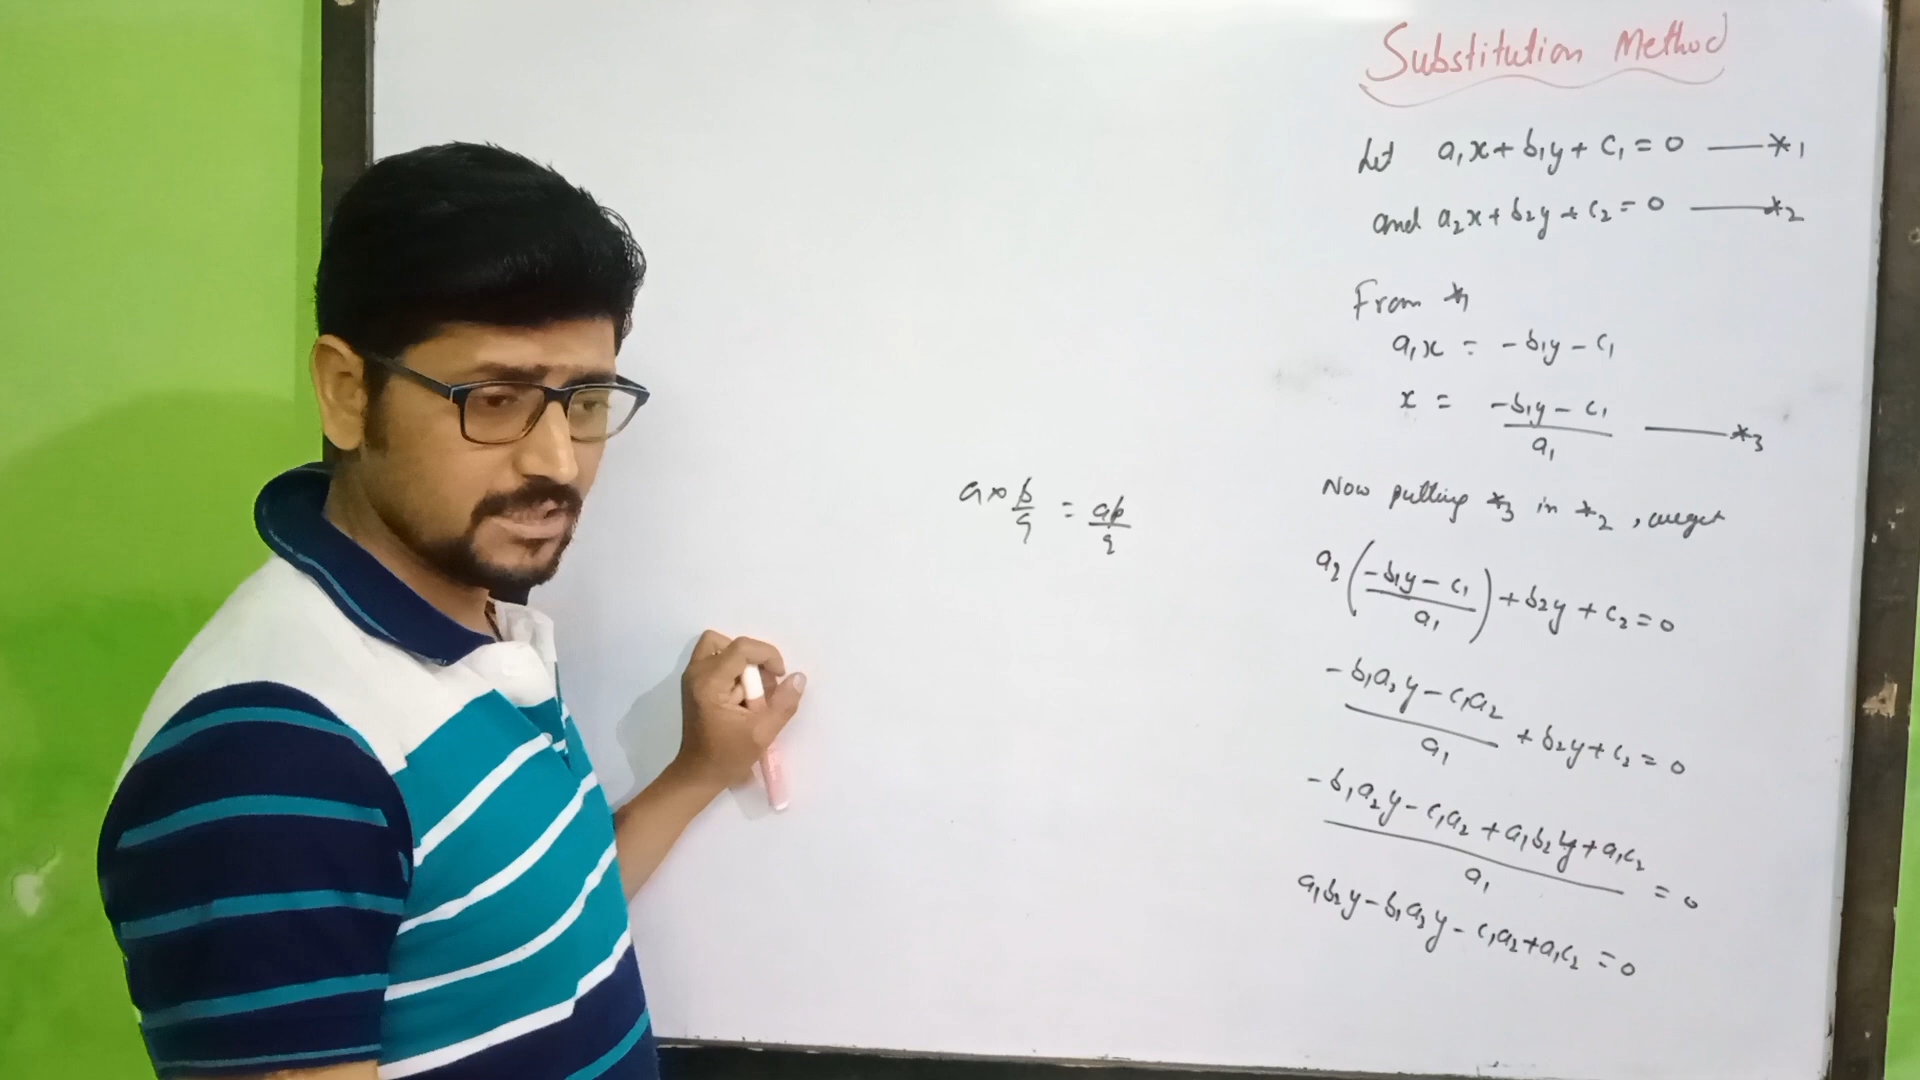 Substitution Method
Let a₁x + b₁y + c₁ = 0 —— *₁
and a₂x + b₂y + c₂ = 0 —— *₂
From *₁
a₁x = -b₁y - c₁
x = (-b₁y - c₁)/a₁ —— *₃
Now putting *₃ in *₂, we get
a₂((-b₁y - c₁)/a₁) + b₂y + c₂ = 0
(-b₁a₂y - c₁a₂)/a₁ + b₂y + c₂ = 0
(-b₁a₂y - c₁a₂ + a₁b₂y + a₁c₂)/a₁ = 0
a₁b₂y - b₁a₂y - c₁a₂ + a₁c₂ = 0